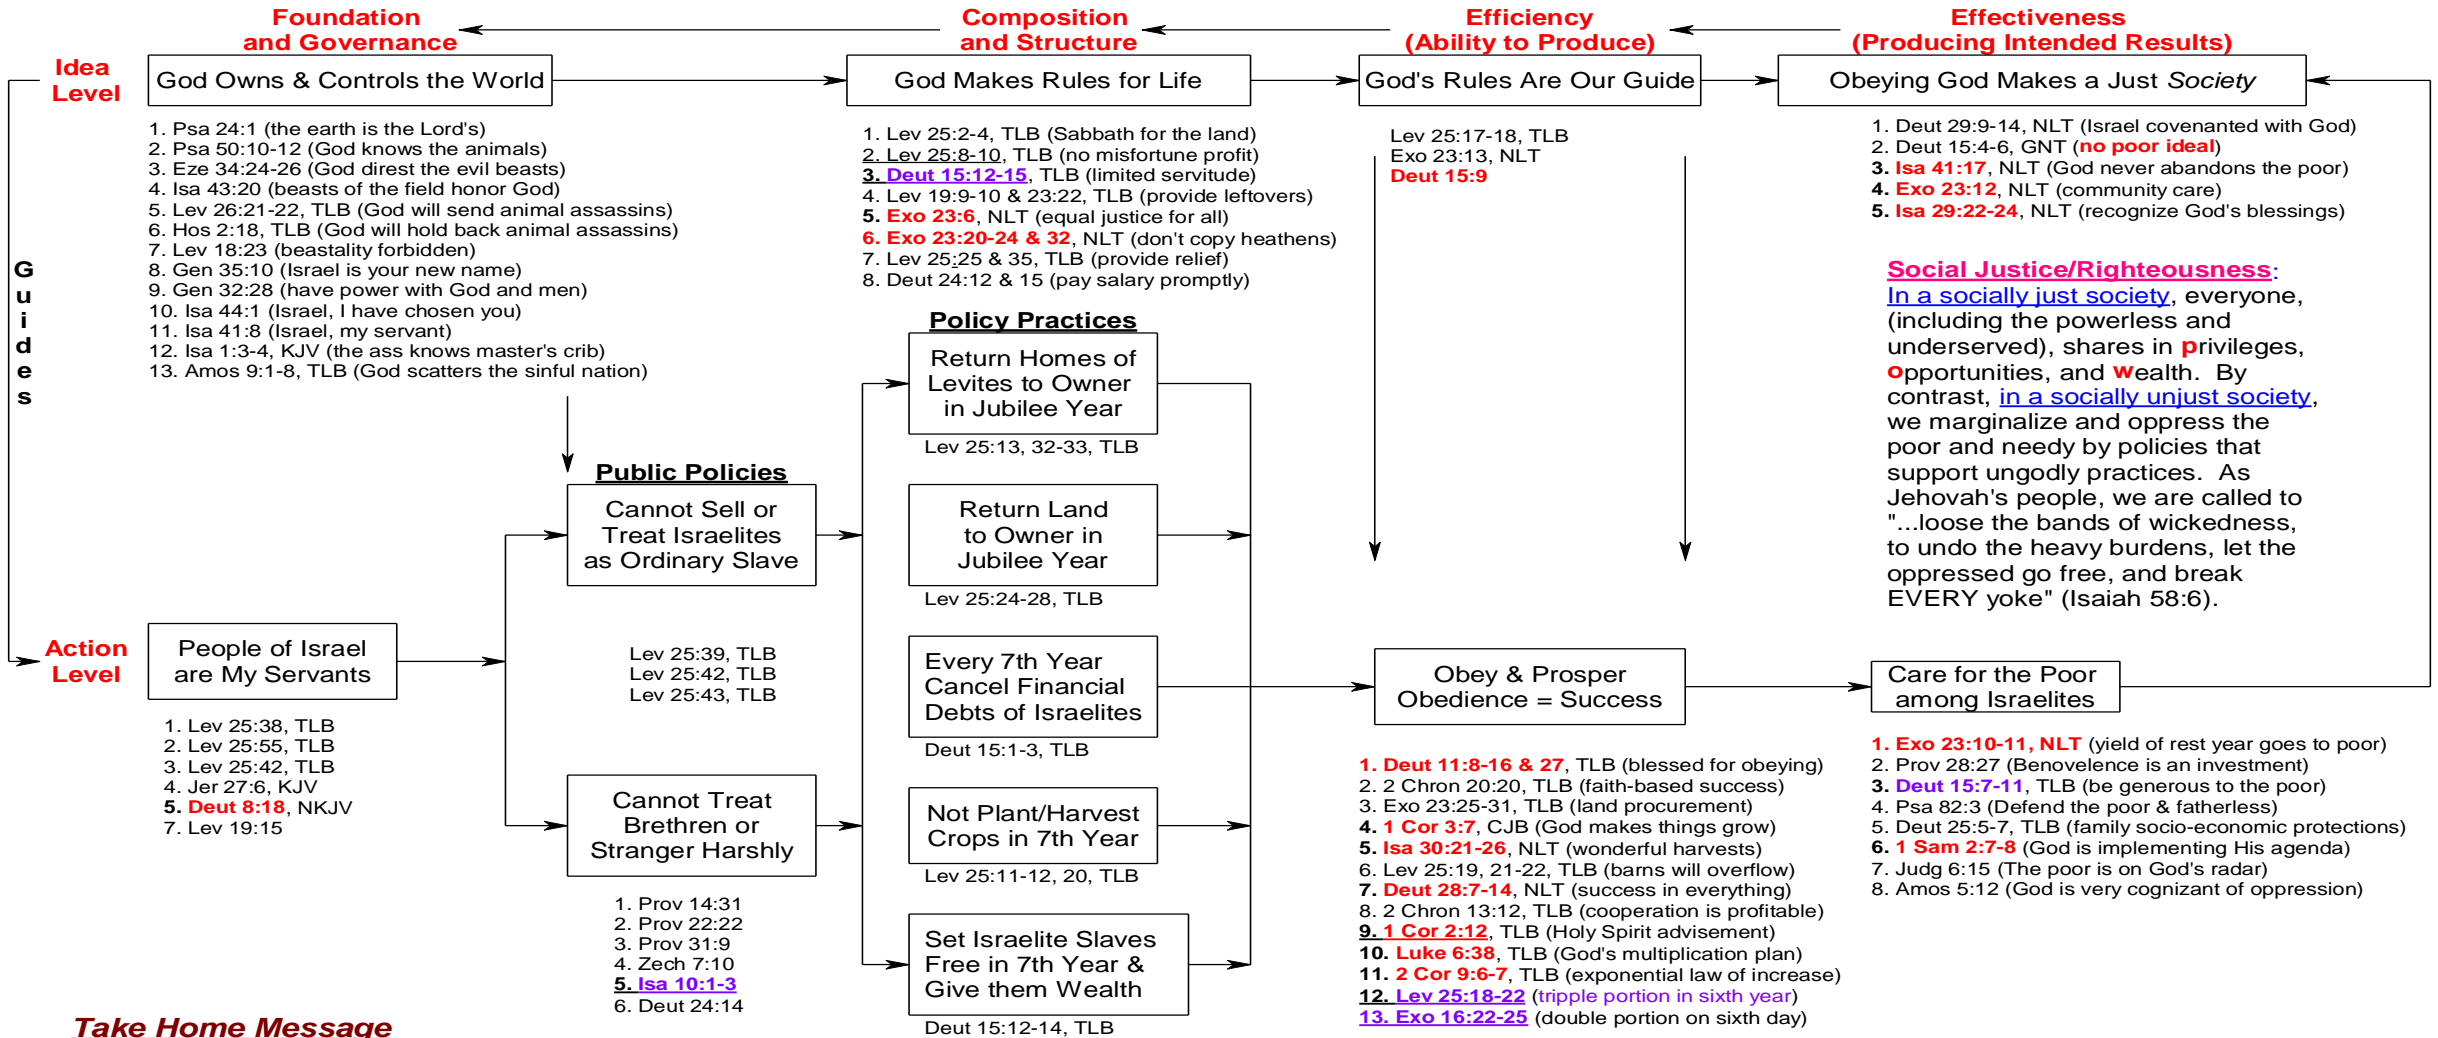 Foundation
and Governance
Composition
and Structure
Efficiency
(Ability to Produce)
Effectiveness
(Producing Intended Results)
Idea
Level
God Owns & Controls the World
God Makes Rules for Life
God's Rules Are Our Guide
Obeying God Makes a Just Society
1. Psa 24:1 (the earth is the Lord's)
2. Psa 50:10-12 (God knows the animals)
3. Eze 34:24-26 (God direst the evil beasts)
4. Isa 43:20 (beasts of the field honor God)
5. Lev 26:21-22, TLB (God will send animal assassins)
6. Hos 2:18, TLB (God will hold back animal assassins)
7. Lev 18:23 (beastality forbidden)
8. Gen 35:10 (Israel is your new name)
9. Gen 32:28 (have power with God and men)
10. Isa 44:1 (Israel, I have chosen you)
11. Isa 41:8 (Israel, my servant)
12. Isa 1:3-4, KJV (the ass knows master's crib)
13. Amos 9:1-8, TLB (God scatters the sinful nation)
1. Lev 25:2-4, TLB (Sabbath for the land)
2. Lev 25:8-10, TLB (no misfortune profit)
3. Deut 15:12-15, TLB (limited servitude)
4. Lev 19:9-10 & 23:22, TLB (provide leftovers)
5. Exo 23:6, NLT (equal justice for all)
6. Exo 23:20-24 & 32, NLT (don't copy heathens)
7. Lev 25:25 & 35, TLB (provide relief)
8. Deut 24:12 & 15 (pay salary promptly)
Lev 25:17-18, TLB
Exo 23:13, NLT
Deut 15:9
1. Deut 29:9-14, NLT (Israel covenanted with God)
2. Deut 15:4-6, GNT (no poor ideal)
3. Isa 41:17, NLT (God never abandons the poor)
4. Exo 23:12, NLT (community care)
5. Isa 29:22-24, NLT (recognize God's blessings)
Guides
Social Justice/Righteousness:
In a socially just society, everyone,
(including the powerless and
underserved), shares in privileges,
opportunities, and wealth. By
contrast, in a socially unjust society,
we marginalize and oppress the
poor and needy by policies that
support ungodly practices. As
Jehovah's people, we are called to
"...loose the bands of wickedness,
to undo the heavy burdens, let the
oppressed go free, and break
EVERY yoke" (Isaiah 58:6).
Action
Level
People of Israel
are My Servants
1. Lev 25:38, TLB
2. Lev 25:55, TLB
3. Lev 25:42, TLB
4. Jer 27:6, KJV
5. Deut 8:18, NKJV
7. Lev 19:15
Public Policies
Cannot Sell or
Treat Israelites
as Ordinary Slave
Lev 25:39, TLB
Lev 25:42, TLB
Lev 25:43, TLB
Cannot Treat
Brethren or
Stranger Harshly
1. Prov 14:31
2. Prov 22:22
3. Prov 31:9
4. Zech 7:10
5. Isa 10:1-3
6. Deut 24:14
Policy Practices
Return Homes of
Levites to Owner
in Jubilee Year
Lev 25:13, 32-33, TLB
Return Land
to Owner in
Jubilee Year
Lev 25:24-28, TLB
Every 7th Year
Cancel Financial
Debts of Israelites
Deut 15:1-3, TLB
Not Plant/Harvest
Crops in 7th Year
Lev 25:11-12, 20, TLB
Set Israelite Slaves
Free in 7th Year &
Give them Wealth
Deut 15:12-14, TLB
Obey & Prosper
Obedience = Success
1. Deut 11:8-16 & 27, TLB (blessed for obeying)
2. 2 Chron 20:20, TLB (faith-based success)
3. Exo 23:25-31, TLB (land procurement)
4. 1 Cor 3:7, CJB (God makes things grow)
5. Isa 30:21-26, NLT (wonderful harvests)
6. Lev 25:19, 21-22, TLB (barns will overflow)
7. Deut 28:7-14, NLT (success in everything)
8. 2 Chron 13:12, TLB (cooperation is profitable)
9. 1 Cor 2:12, TLB (Holy Spirit advisement)
10. Luke 6:38, TLB (God's multiplication plan)
11. 2 Cor 9:6-7, TLB (exponential law of increase)
12. Lev 25:18-22 (tripple portion in sixth year)
13. Exo 16:22-25 (double portion on sixth day)
Care for the Poor
among Israelites
1. Exo 23:10-11, NLT (yield of rest year goes to poor)
2. Prov 28:27 (Benovelence is an investment)
3. Deut 15:7-11, TLB (be generous to the poor)
4. Psa 82:3 (Defend the poor & fatherless)
5. Deut 25:5-7, TLB (family socio-economic protections)
6. 1 Sam 2:7-8 (God is implementing His agenda)
7. Judg 6:15 (The poor is on God's radar)
8. Amos 5:12 (God is very cognizant of oppression)
Take Home Message